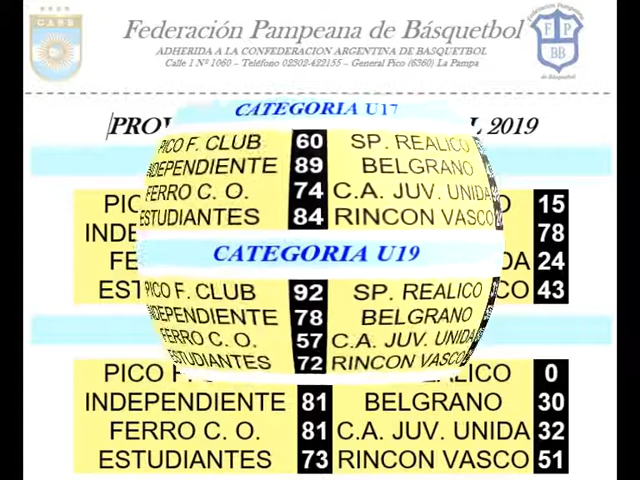 CABB
Federación Pampeana de Básquetbol
ADHERIDA A LA CONFEDERACION ARGENTINA DE BASQUETBOL
Calle 1 Nº 1060 – Teléfono 02302-422155 – General Pico (6360) La Pampa
F P
BB
2019
CATEGORIA U17
PICO F. CLUB 60 SP. REALICO 15
INDEPENDIENTE 89 BELGRANO 78
FERRO C. O. 74 C.A. JUV. UNIDA 24
ESTUDIANTES 84 RINCON VASCO 43
CATEGORIA U19
PICO F. CLUB 92 SP. REALICO
INDEPENDIENTE 78 BELGRANO
FERRO C. O. 57 C.A. JUV. UNIDA
ESTUDIANTES 72 RINCON VASCO
PICO 0
INDEPENDIENTE 81 BELGRANO 30
FERRO C. O. 81 C.A. JUV. UNIDA 32
ESTUDIANTES 73 RINCON VASCO 51